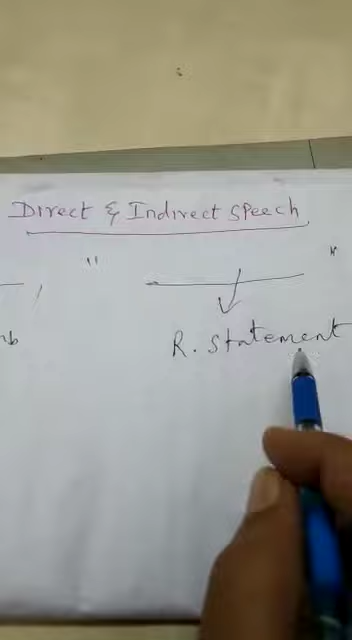 Direct & Indirect Speech
" "
R. Statement